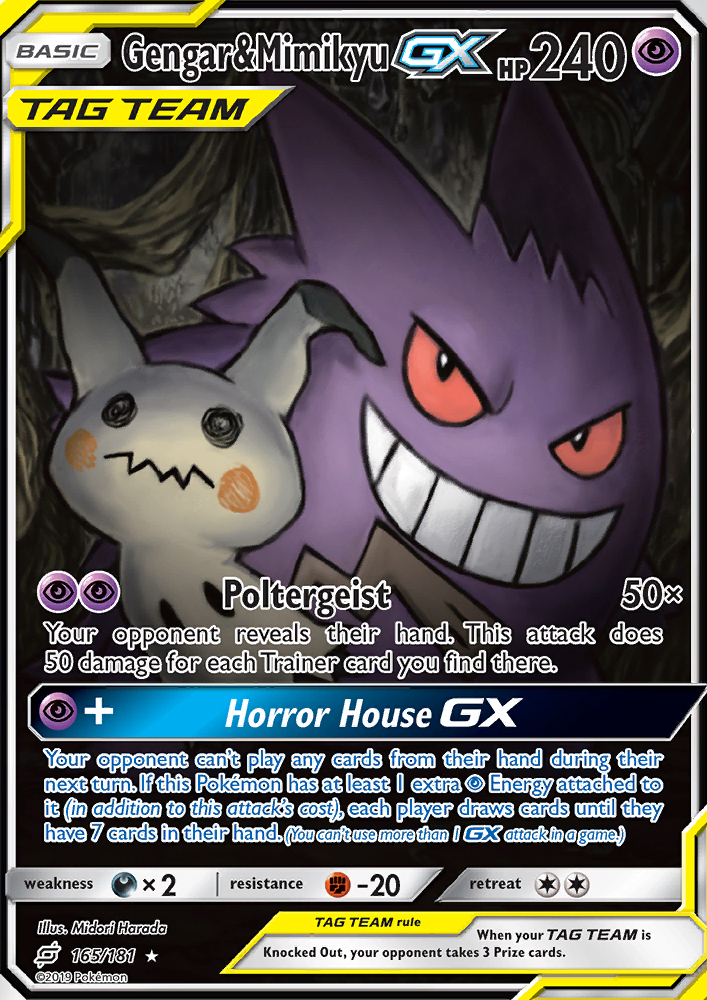 BASIC Gengar&Mimikyu GX HP 240
TAG TEAM
Poltergeist 50×
Your opponent reveals their hand. This attack does
50 damage for each Trainer card you find there.
+ Horror House GX
Your opponent can't play any cards from their hand during their
next turn. If this Pokémon has at least 1 extra Energy attached to
it (in addition to this attack's cost), each player draws cards until they
have 7 cards in their hand. (You can't use more than 1 GX attack in a game.)
weakness ×2 resistance -20 retreat
Illus. Midori Harada
165/181
©2019 Pokémon
TAG TEAM rule
When your TAG TEAM is
Knocked Out, your opponent takes 3 Prize cards.